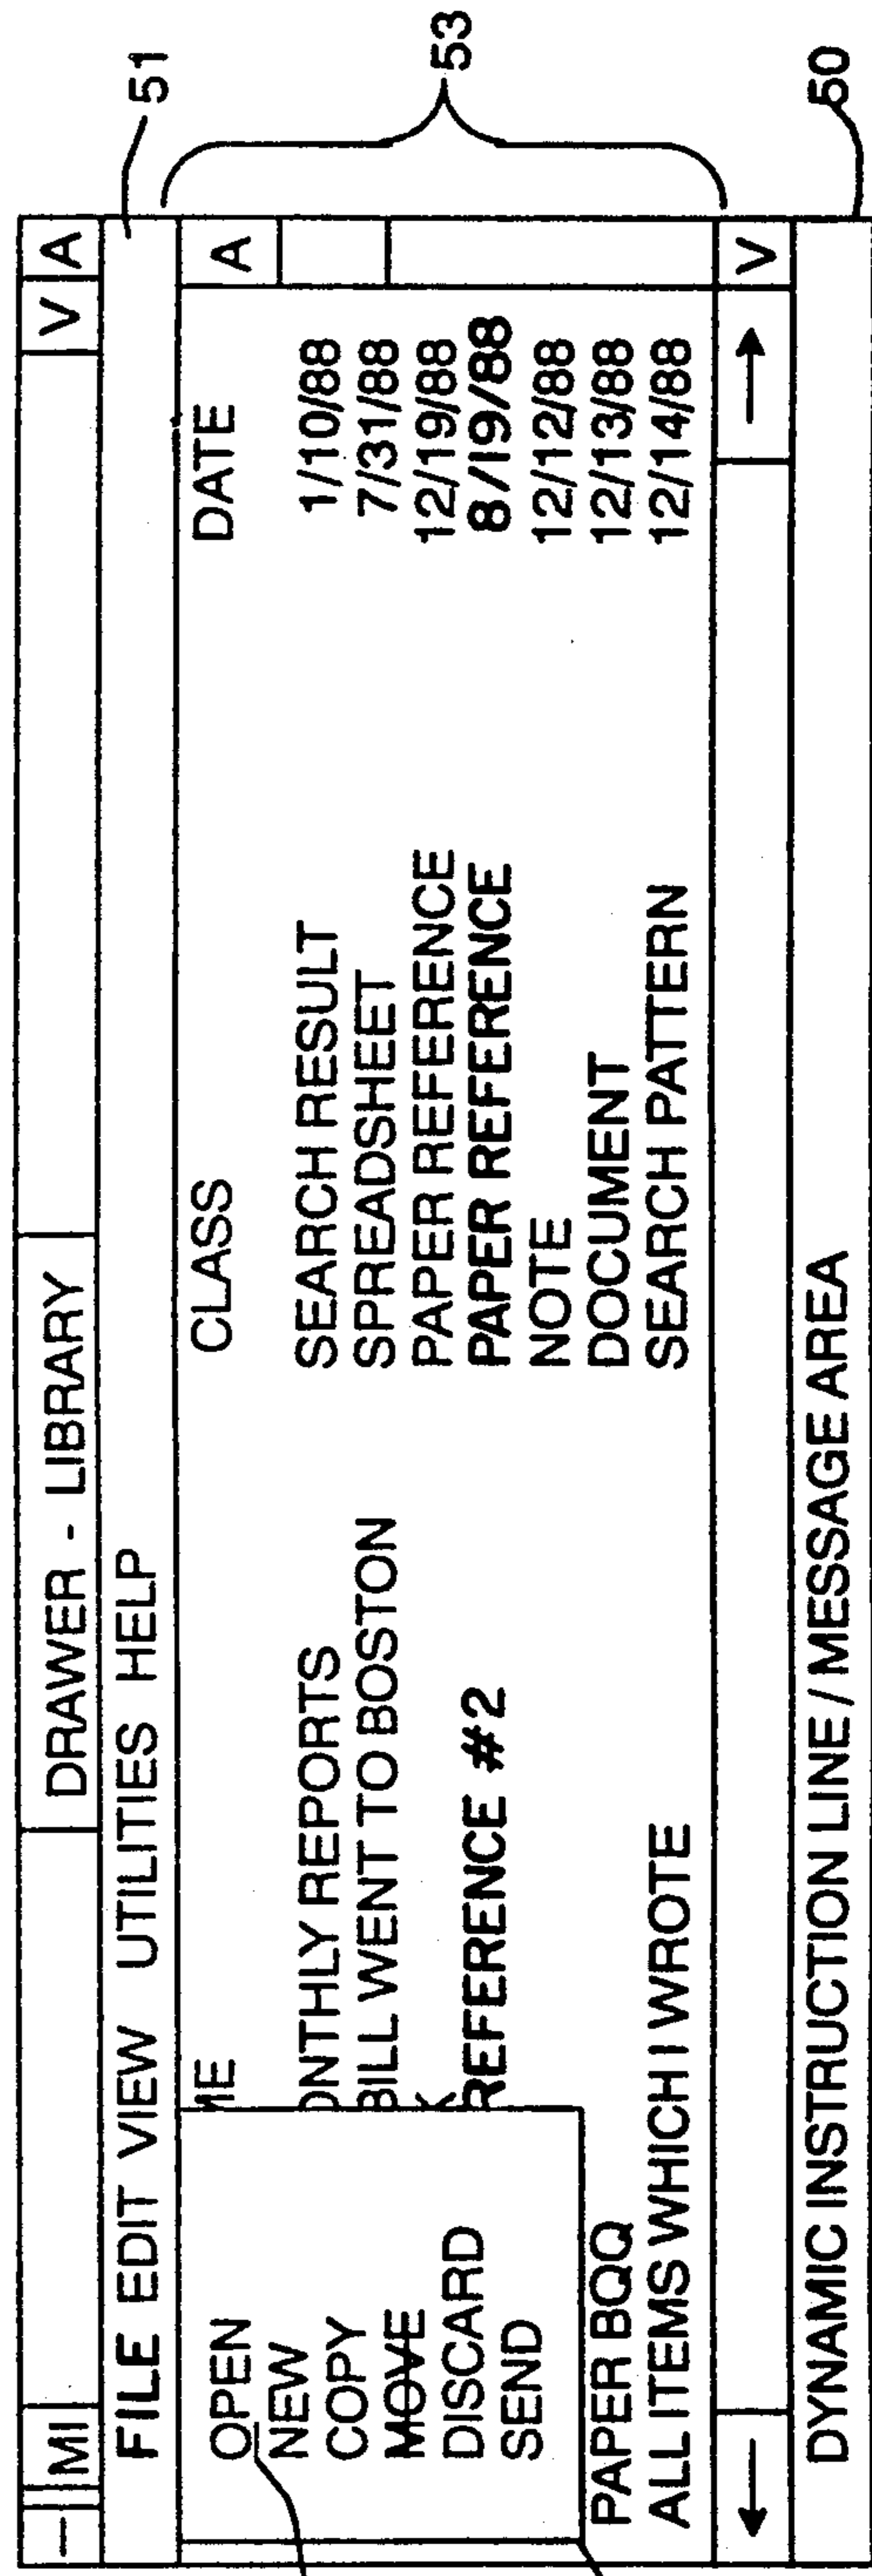 MI DRAWER - LIBRARY V A
FILE EDIT VIEW UTILITIES HELP 51
ME CLASS DATE A
OPEN
NEW
COPY
MOVE
DISCARD
SEND
ONTHLY REPORTS SEARCH RESULT 1/10/88
BILL WENT TO BOSTON SPREADSHEET 7/31/88
PAPER REFERENCE 12/19/88
REFERENCE #2 PAPER REFERENCE 8/19/88
NOTE 12/12/88
PAPER BQQ DOCUMENT 12/13/88
ALL ITEMS WHICH I WROTE SEARCH PATTERN 12/14/88
53
← → V
DYNAMIC INSTRUCTION LINE / MESSAGE AREA
50